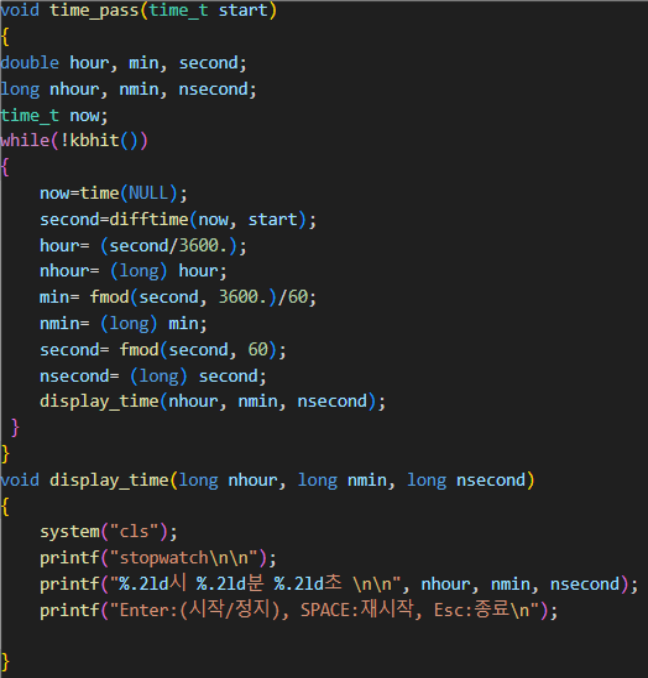 void time_pass(time_t start)
{
double hour, min, second;
long nhour, nmin, nsecond;
time_t now;
while(!kbhit())
{
    now=time(NULL);
    second=difftime(now, start);
    hour= (second/3600.);
    nhour= (long) hour;
    min= fmod(second, 3600.)/60;
    nmin= (long) min;
    second= fmod(second, 60);
    nsecond= (long) second;
    display_time(nhour, nmin, nsecond);
 }
}
void display_time(long nhour, long nmin, long nsecond)
{
    system("cls");
    printf("stopwatch\n\n");
    printf("%.2ld시 %.2ld분 %.2ld초 \n\n", nhour, nmin, nsecond);
    printf("Enter:(시작/정지), SPACE:재시작, Esc:종료\n");
}